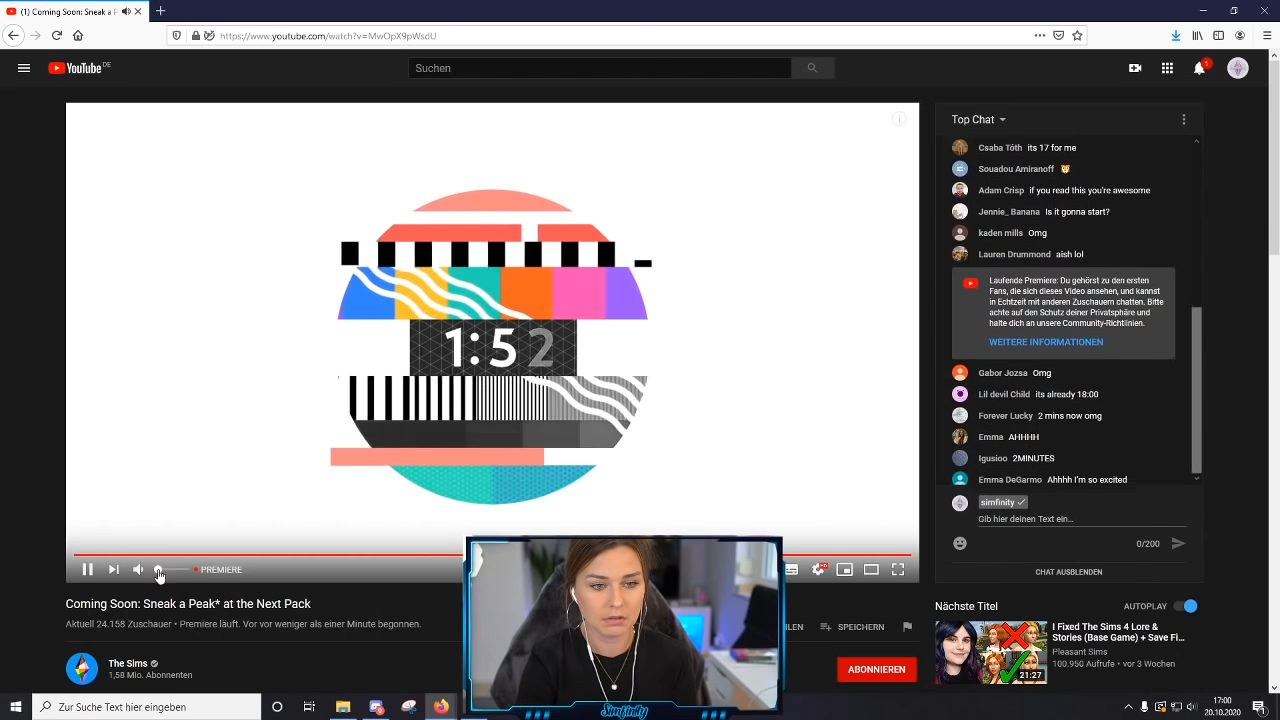 (1) Coming Soon: Sneak a P
https://www.youtube.com/watch?v=MwOpX9pWsdU
YouTube DE
Suchen
1
Top Chat
Csaba Tóth its 17 for me
Souadou Amiranoff
Adam Crisp if you read this you're awesome
Jennie_ Banana Is it gonna start?
kaden mills Omg
Lauren Drummond aish lol
Laufende Premiere: Du gehörst zu den ersten
Fans, die sich dieses Video ansehen, und kannst
in Echtzeit mit anderen Zuschauern chatten. Bitte
achte auf den Schutz deiner Privatsphäre und
halte dich an unsere Community-Richtlinien.
WEITERE INFORMATIONEN
Gabor Jozsa Omg
Lil devil Child its already 18:00
Forever Lucky 2 mins now omg
Emma AHHHH
Igusioo 2MINUTES
Emma DeGarmo Ahhhh I'm so excited
simfinity
Gib hier deinen Text ein...
0/200
CHAT AUSBLENDEN
1:52
PREMIERE
HD
Coming Soon: Sneak a Peak* at the Next Pack
Aktuell 24.158 Zuschauer • Premiere läuft. Vor vor weniger als einer Minute begonnen.
ILEN
SPEICHERN
The Sims
1,58 Mio. Abonnenten
ABONNIEREN
Nächste Titel
AUTOPLAY
I Fixed The Sims 4 Lore &
Stories (Base Game) + Save Fi...
Pleasant Sims
100.950 Aufrufe • vor 3 Wochen
21:27
Simfinity
Zur Suche Text hier eingeben
17:00
20.10.2020
1